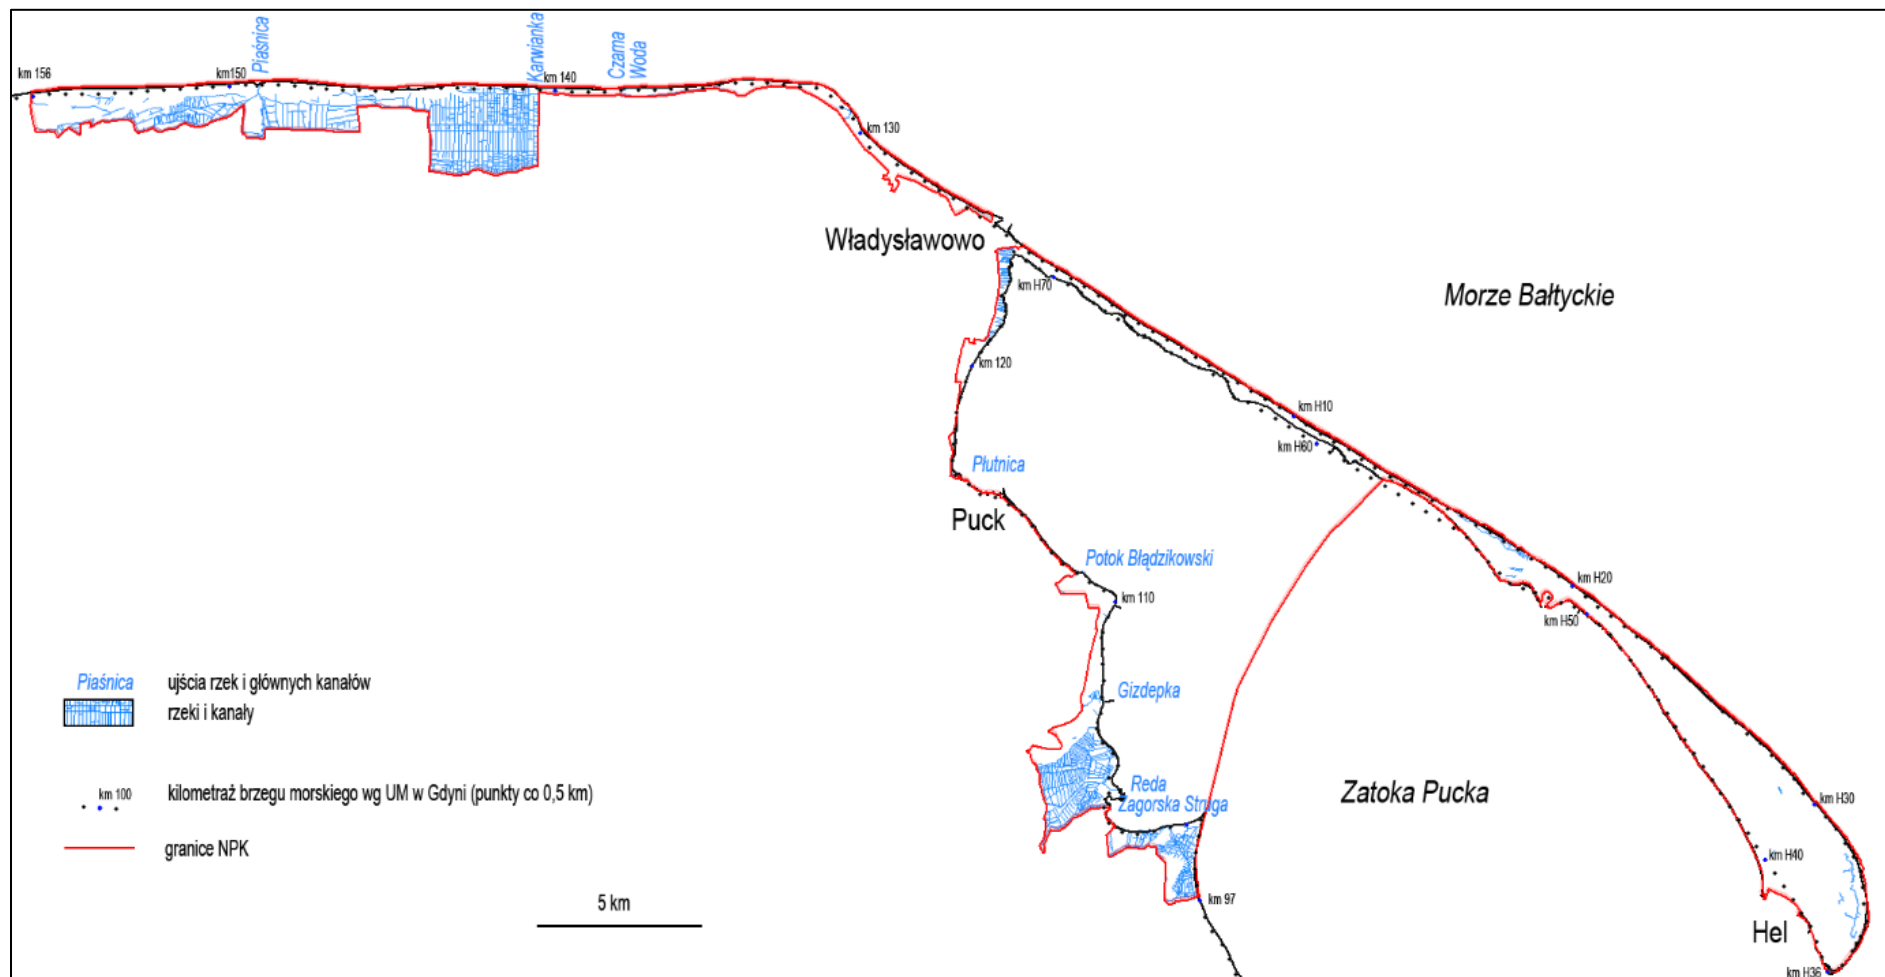 Piaśnica
Karwianka
Czarna
Woda
km 156
km150
km 140
km 130
Władysławowo
km H70
Morze Bałtyckie
km 120
km H10
km H60
Płutnica
Puck
Potok Błądzikowski
km 110
km H20
km H50
Gizdepka
Reda
Zagorska Struga
Zatoka Pucka
km H30
km H40
km 97
Hel
km H36
Piaśnica ujścia rzek i głównych kanałów
rzeki i kanały
km 100 kilometraż brzegu morskiego wg UM w Gdyni (punkty co 0,5 km)
granice NPK
5 km